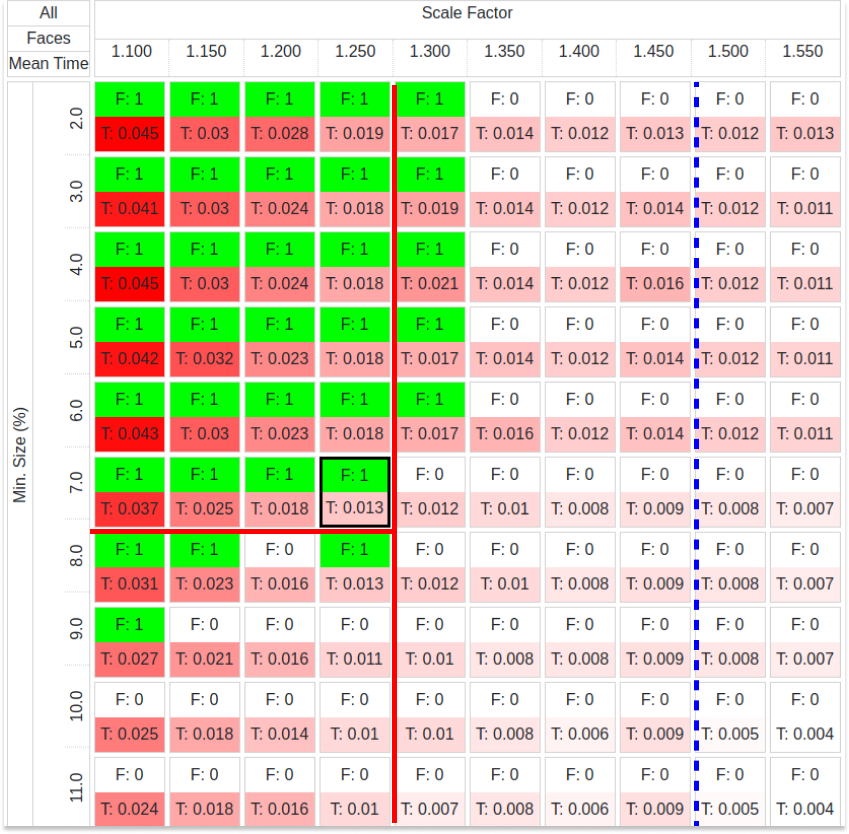 All Scale Factor
Faces
Mean Time 1.100 1.150 1.200 1.250 1.300 1.350 1.400 1.450 1.500 1.550
Min. Size (%)
2.0 F: 1 F: 1 F: 1 F: 1 F: 1 F: 0 F: 0 F: 0 F: 0 F: 0
T: 0.045 T: 0.03 T: 0.028 T: 0.019 T: 0.017 T: 0.014 T: 0.012 T: 0.013 T: 0.012 T: 0.013
3.0 F: 1 F: 1 F: 1 F: 1 F: 1 F: 0 F: 0 F: 0 F: 0 F: 0
T: 0.041 T: 0.03 T: 0.024 T: 0.018 T: 0.019 T: 0.014 T: 0.012 T: 0.014 T: 0.012 T: 0.011
4.0 F: 1 F: 1 F: 1 F: 1 F: 1 F: 0 F: 0 F: 0 F: 0 F: 0
T: 0.045 T: 0.03 T: 0.024 T: 0.018 T: 0.021 T: 0.014 T: 0.012 T: 0.016 T: 0.012 T: 0.011
5.0 F: 1 F: 1 F: 1 F: 1 F: 1 F: 0 F: 0 F: 0 F: 0 F: 0
T: 0.042 T: 0.032 T: 0.023 T: 0.018 T: 0.017 T: 0.014 T: 0.012 T: 0.014 T: 0.012 T: 0.011
6.0 F: 1 F: 1 F: 1 F: 1 F: 1 F: 0 F: 0 F: 0 F: 0 F: 0
T: 0.043 T: 0.03 T: 0.023 T: 0.018 T: 0.017 T: 0.016 T: 0.012 T: 0.014 T: 0.012 T: 0.011
7.0 F: 1 F: 1 F: 1 F: 1 F: 0 F: 0 F: 0 F: 0 F: 0 F: 0
T: 0.037 T: 0.025 T: 0.018 T: 0.013 T: 0.012 T: 0.01 T: 0.008 T: 0.009 T: 0.008 T: 0.007
8.0 F: 1 F: 1 F: 0 F: 1 F: 0 F: 0 F: 0 F: 0 F: 0 F: 0
T: 0.031 T: 0.023 T: 0.016 T: 0.013 T: 0.012 T: 0.01 T: 0.008 T: 0.009 T: 0.008 T: 0.007
9.0 F: 1 F: 0 F: 0 F: 0 F: 0 F: 0 F: 0 F: 0 F: 0 F: 0
T: 0.027 T: 0.021 T: 0.016 T: 0.011 T: 0.01 T: 0.008 T: 0.008 T: 0.009 T: 0.008 T: 0.007
10.0 F: 0 F: 0 F: 0 F: 0 F: 0 F: 0 F: 0 F: 0 F: 0 F: 0
T: 0.025 T: 0.018 T: 0.014 T: 0.01 T: 0.01 T: 0.008 T: 0.006 T: 0.009 T: 0.005 T: 0.004
11.0 F: 0 F: 0 F: 0 F: 0 F: 0 F: 0 F: 0 F: 0 F: 0 F: 0
T: 0.024 T: 0.018 T: 0.016 T: 0.01 T: 0.007 T: 0.008 T: 0.006 T: 0.009 T: 0.005 T: 0.004